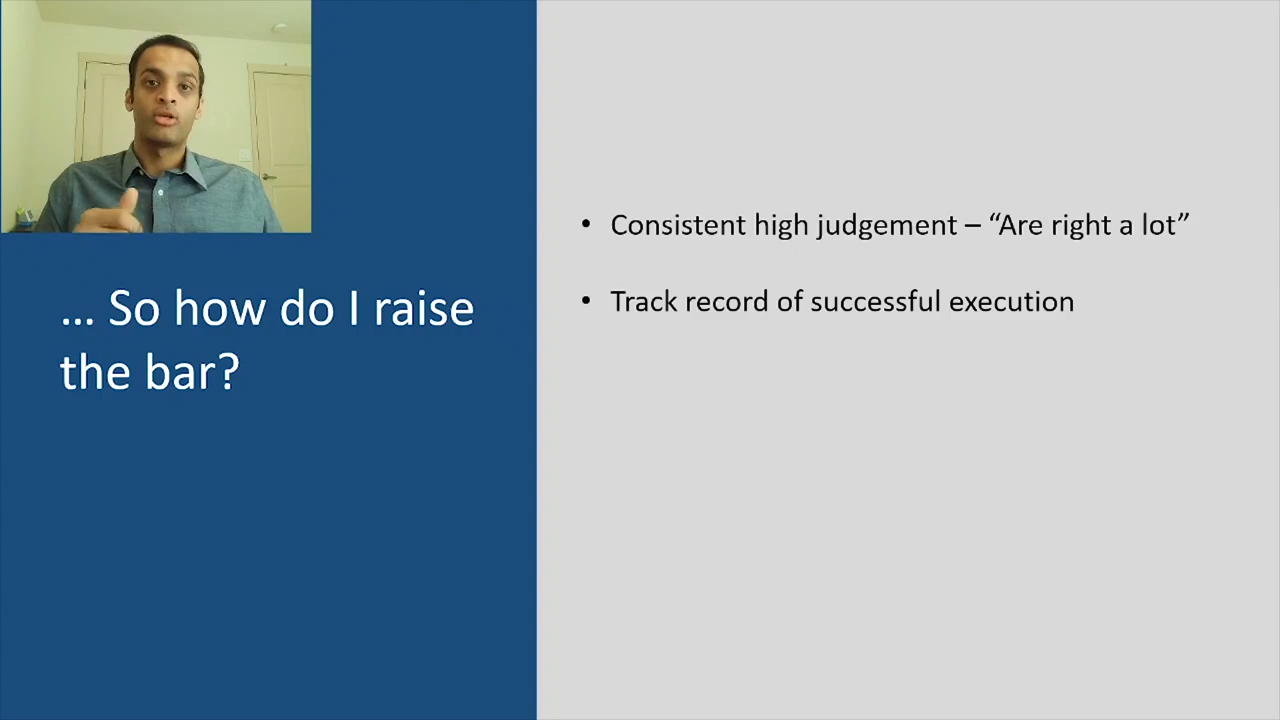 … So how do I raise
the bar?
• Consistent high judgement – “Are right a lot”
• Track record of successful execution